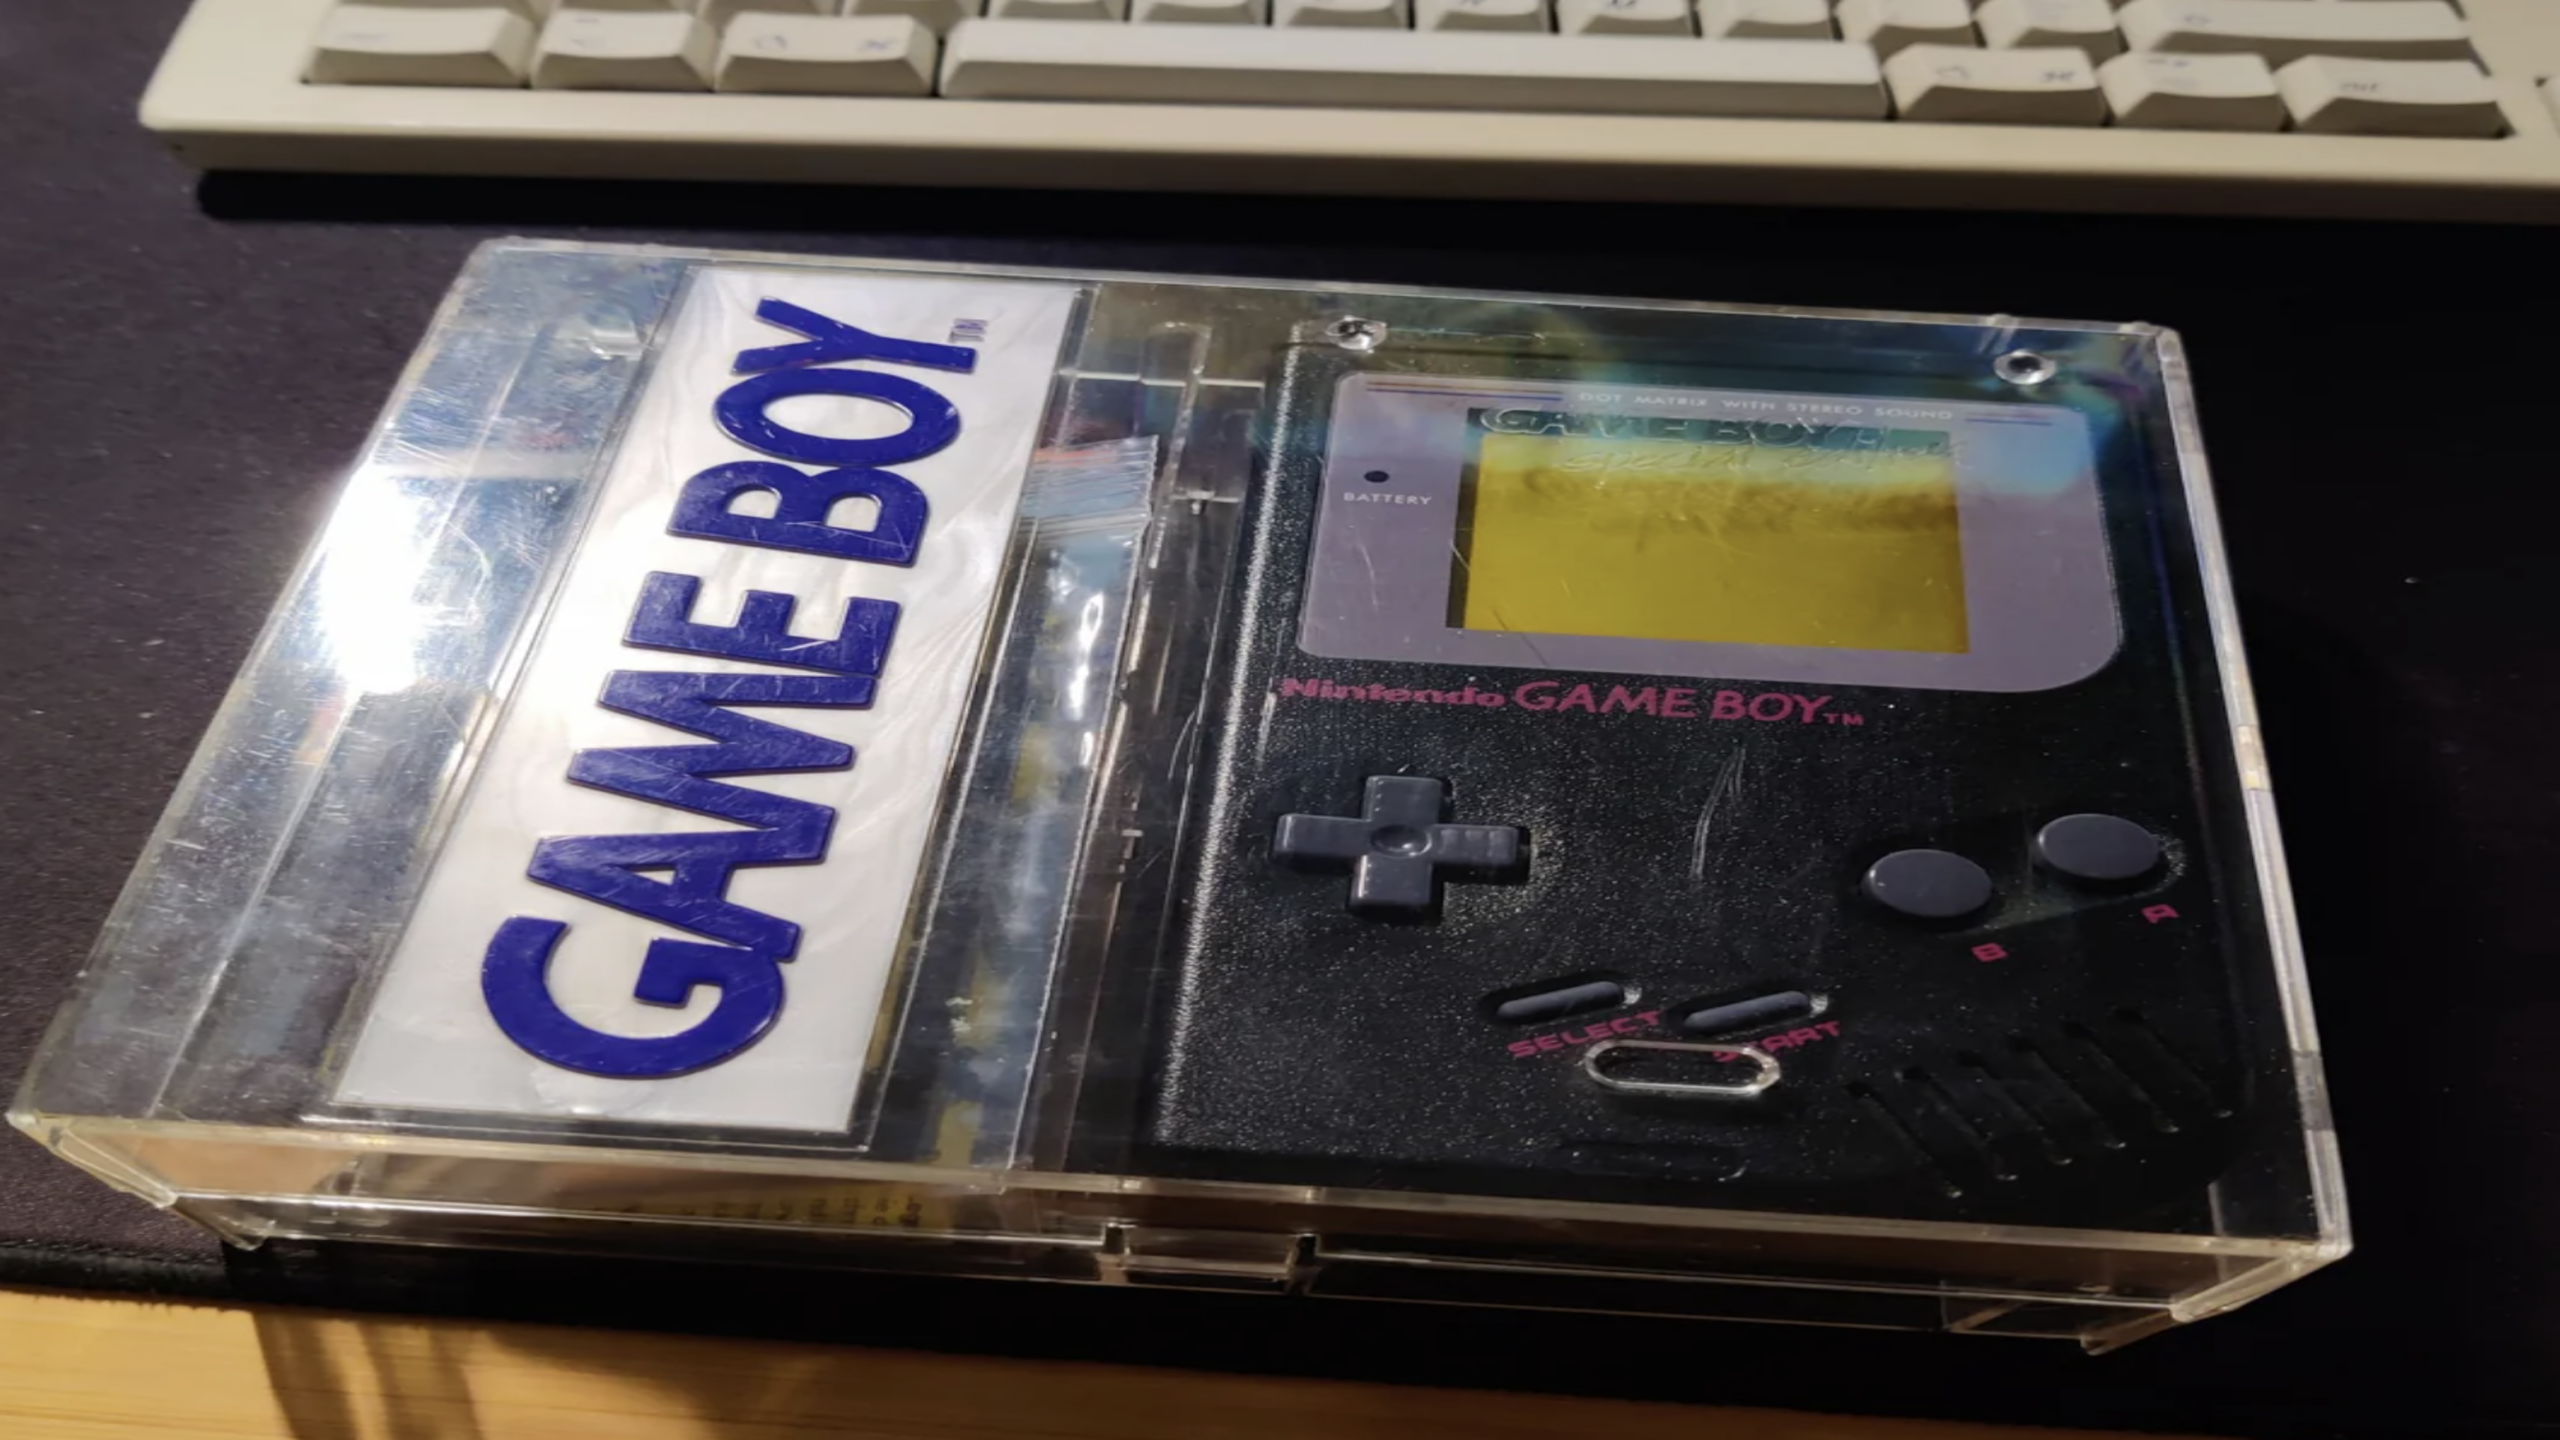 GAME BOY™
DOT MATRIX WITH STEREO SOUND
BATTERY
Nintendo GAME BOY™
B
A
SELECT
START